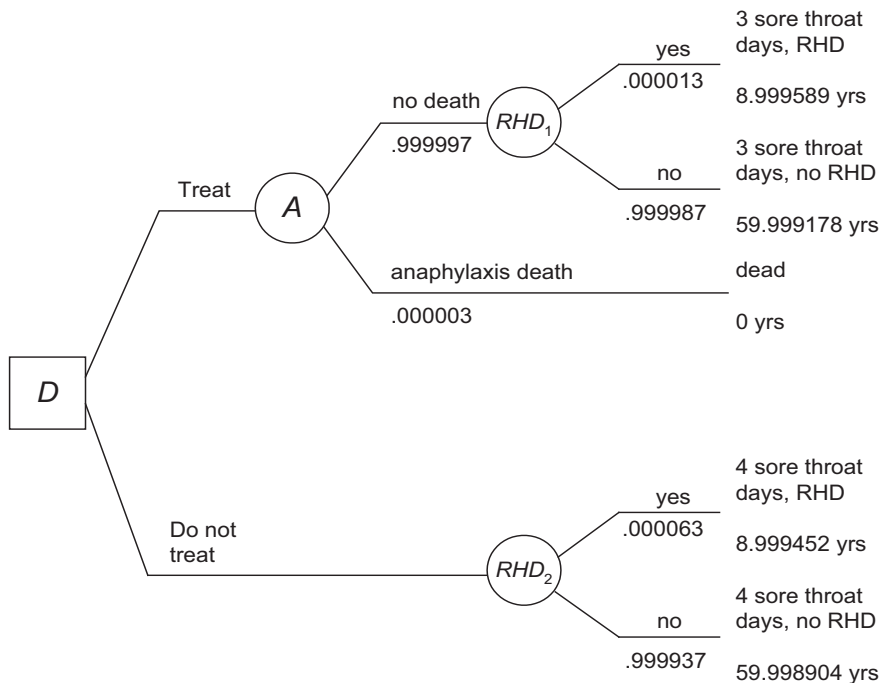 3 sore throat
days, RHD
yes
.000013
8.999589 yrs
no death
.999997
RHD1
3 sore throat
days, no RHD
no
.999987
59.999178 yrs
Treat
A
anaphylaxis death
.000003
dead
0 yrs
D
4 sore throat
days, RHD
yes
.000063
8.999452 yrs
Do not
treat
RHD2
4 sore throat
days, no RHD
no
.999937
59.998904 yrs